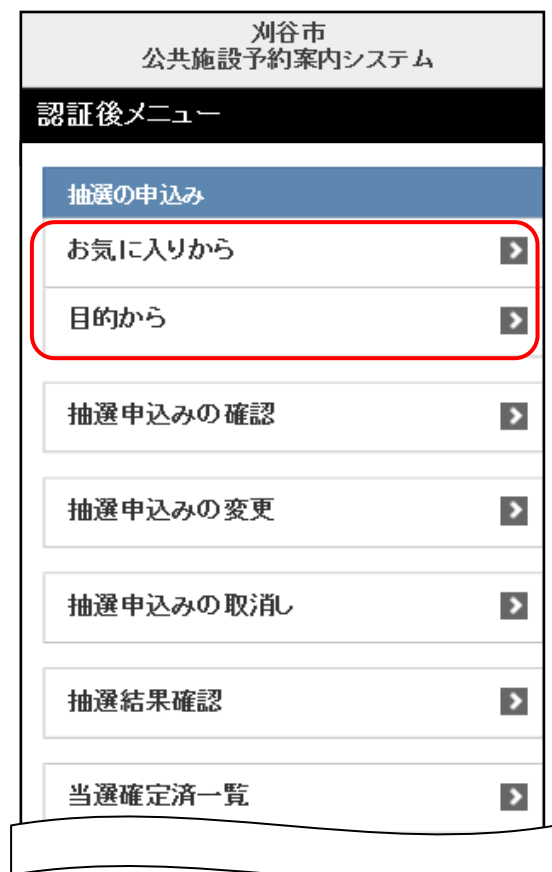 刈谷市
公共施設予約案内システム
認証後メニュー
抽選の申込み
お気に入りから
目的から
抽選申込みの確認
抽選申込みの変更
抽選申込みの取消し
抽選結果確認
当選確定済一覧